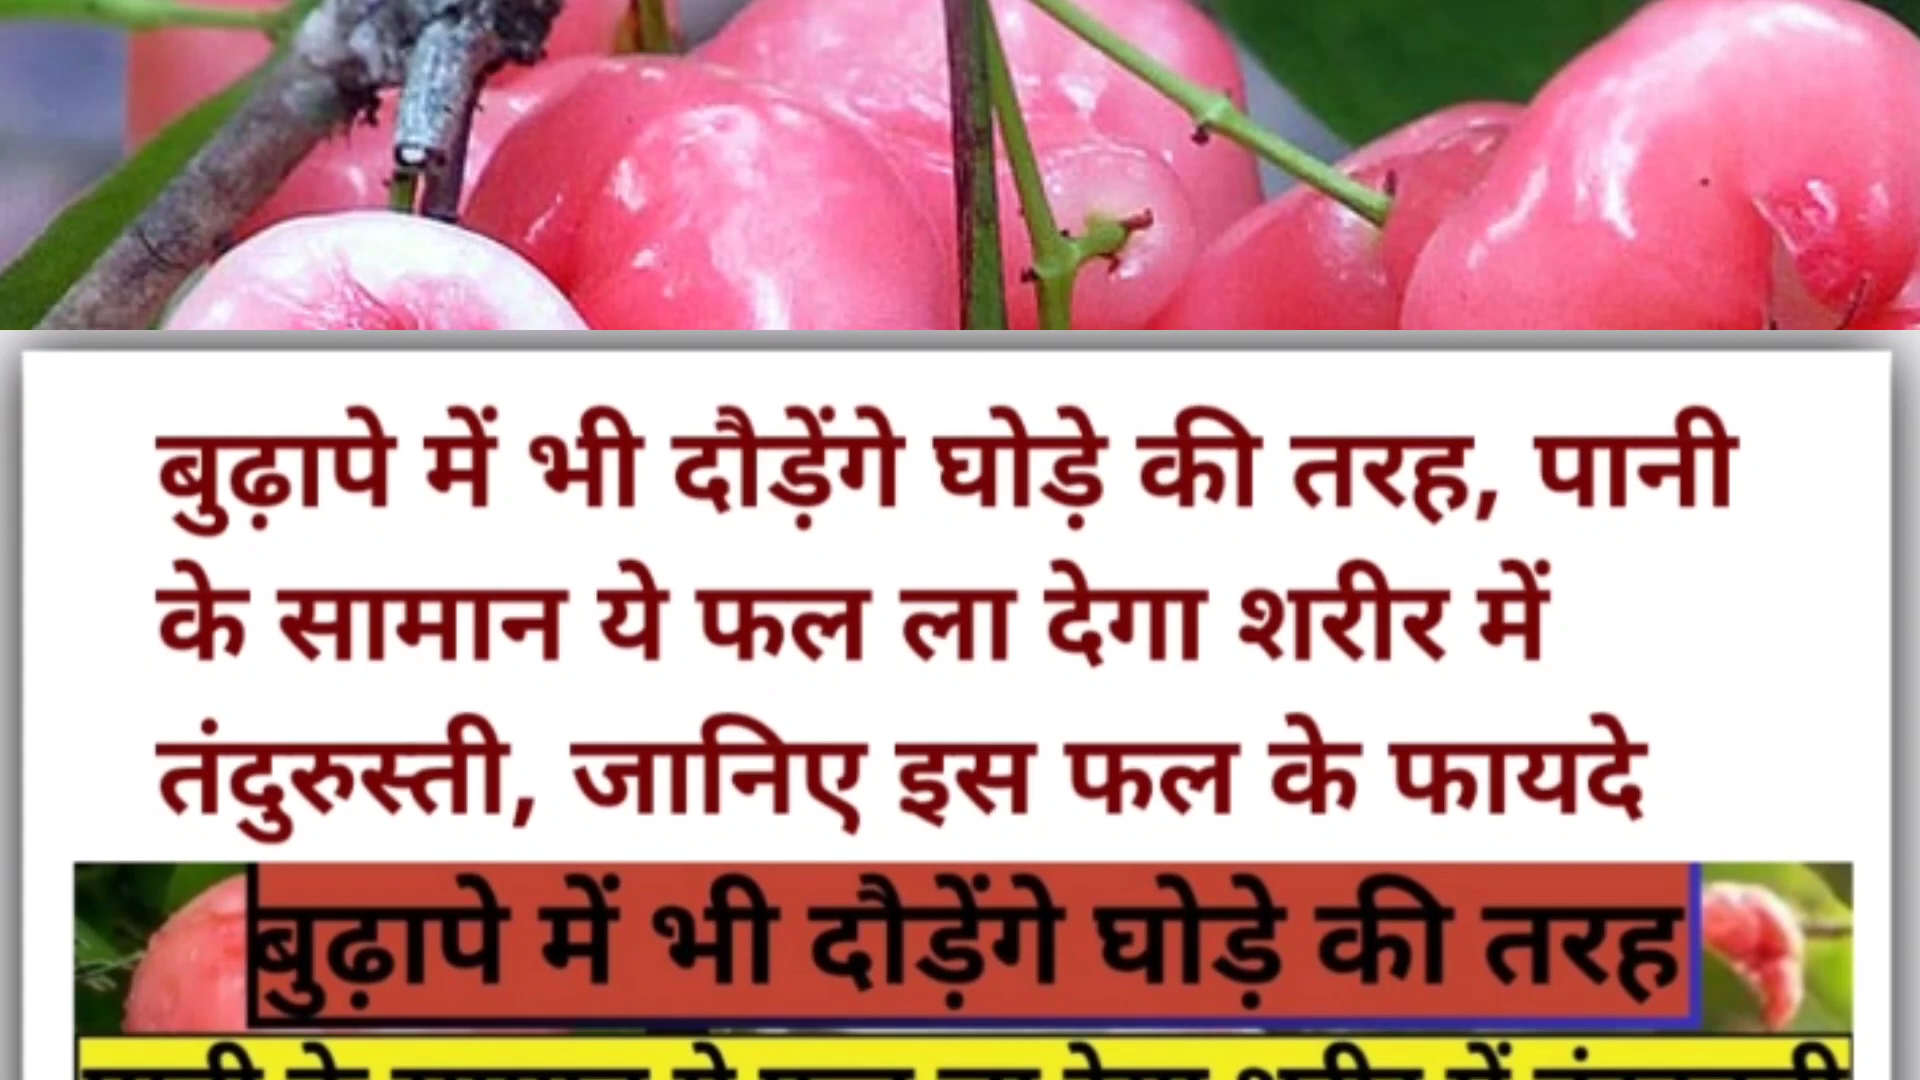 बुढ़ापे में भी दौड़ेंगे घोड़े की तरह, पानी
के सामान ये फल ला देगा शरीर में
तंदुरुस्ती, जानिए इस फल के फायदे
बुढ़ापे में भी दौड़ेंगे घोड़े की तरह